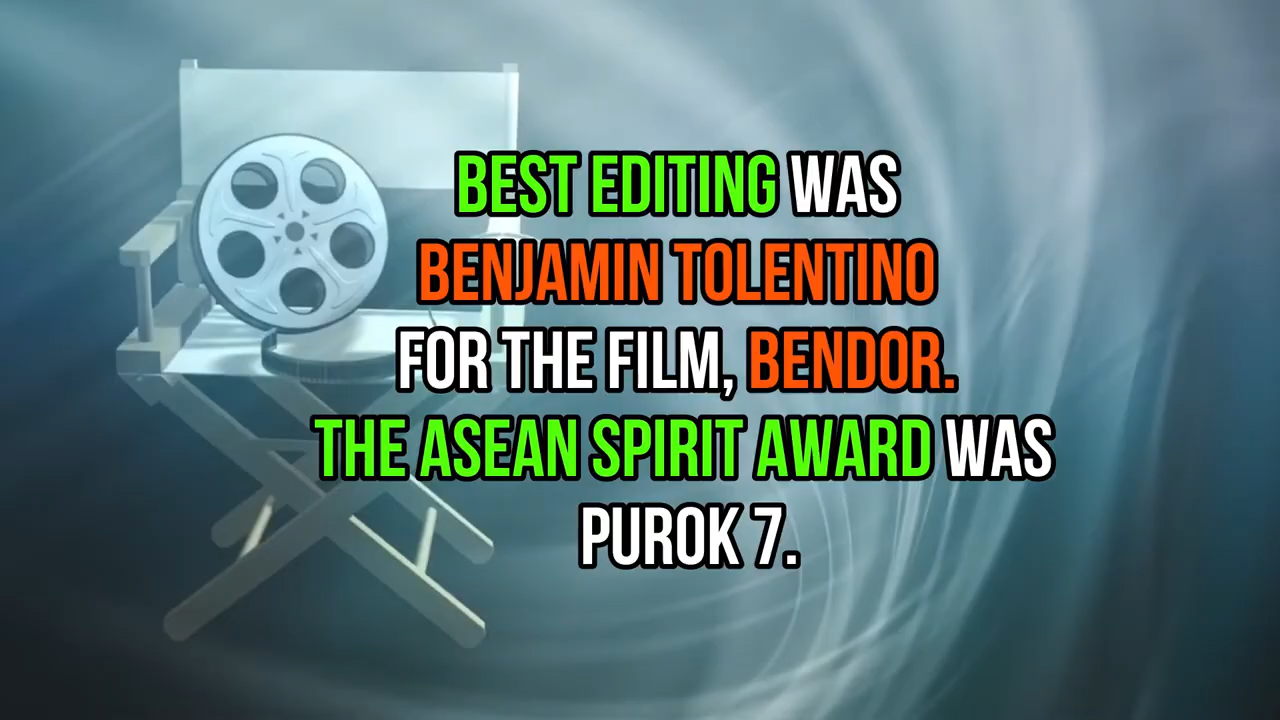 BEST EDITING WAS
BENJAMIN TOLENTINO
FOR THE FILM, BENDOR.
THE ASEAN SPIRIT AWARD WAS
PUROK 7.